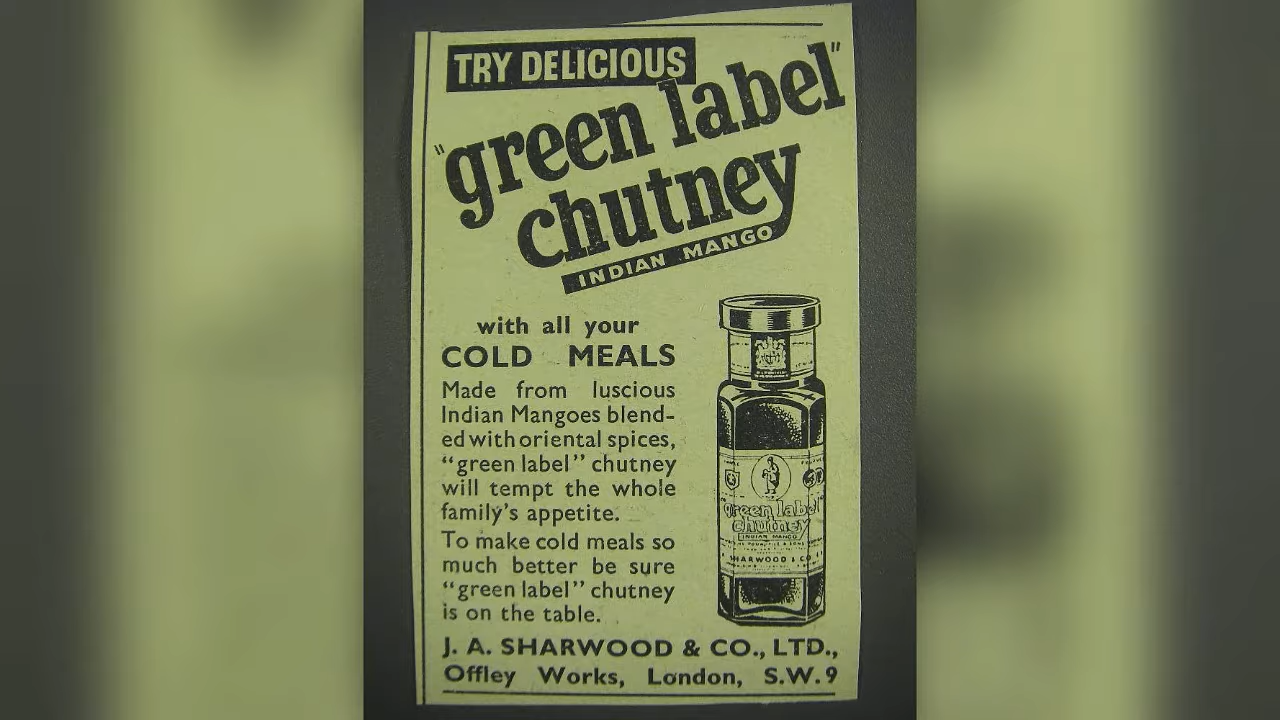 TRY DELICIOUS
"green label"
chutney
INDIAN MANGO
with all your
COLD MEALS
Made from luscious
Indian Mangoes blend-
ed with oriental spices,
"green label" chutney
will tempt the whole
family's appetite.
To make cold meals so
much better be sure
"green label" chutney
is on the table.
"green label"
chutney
INDIAN MANGO
SHARWOOD & CO.
J. A. SHARWOOD & CO., LTD.,
Offley Works, London, S.W.9